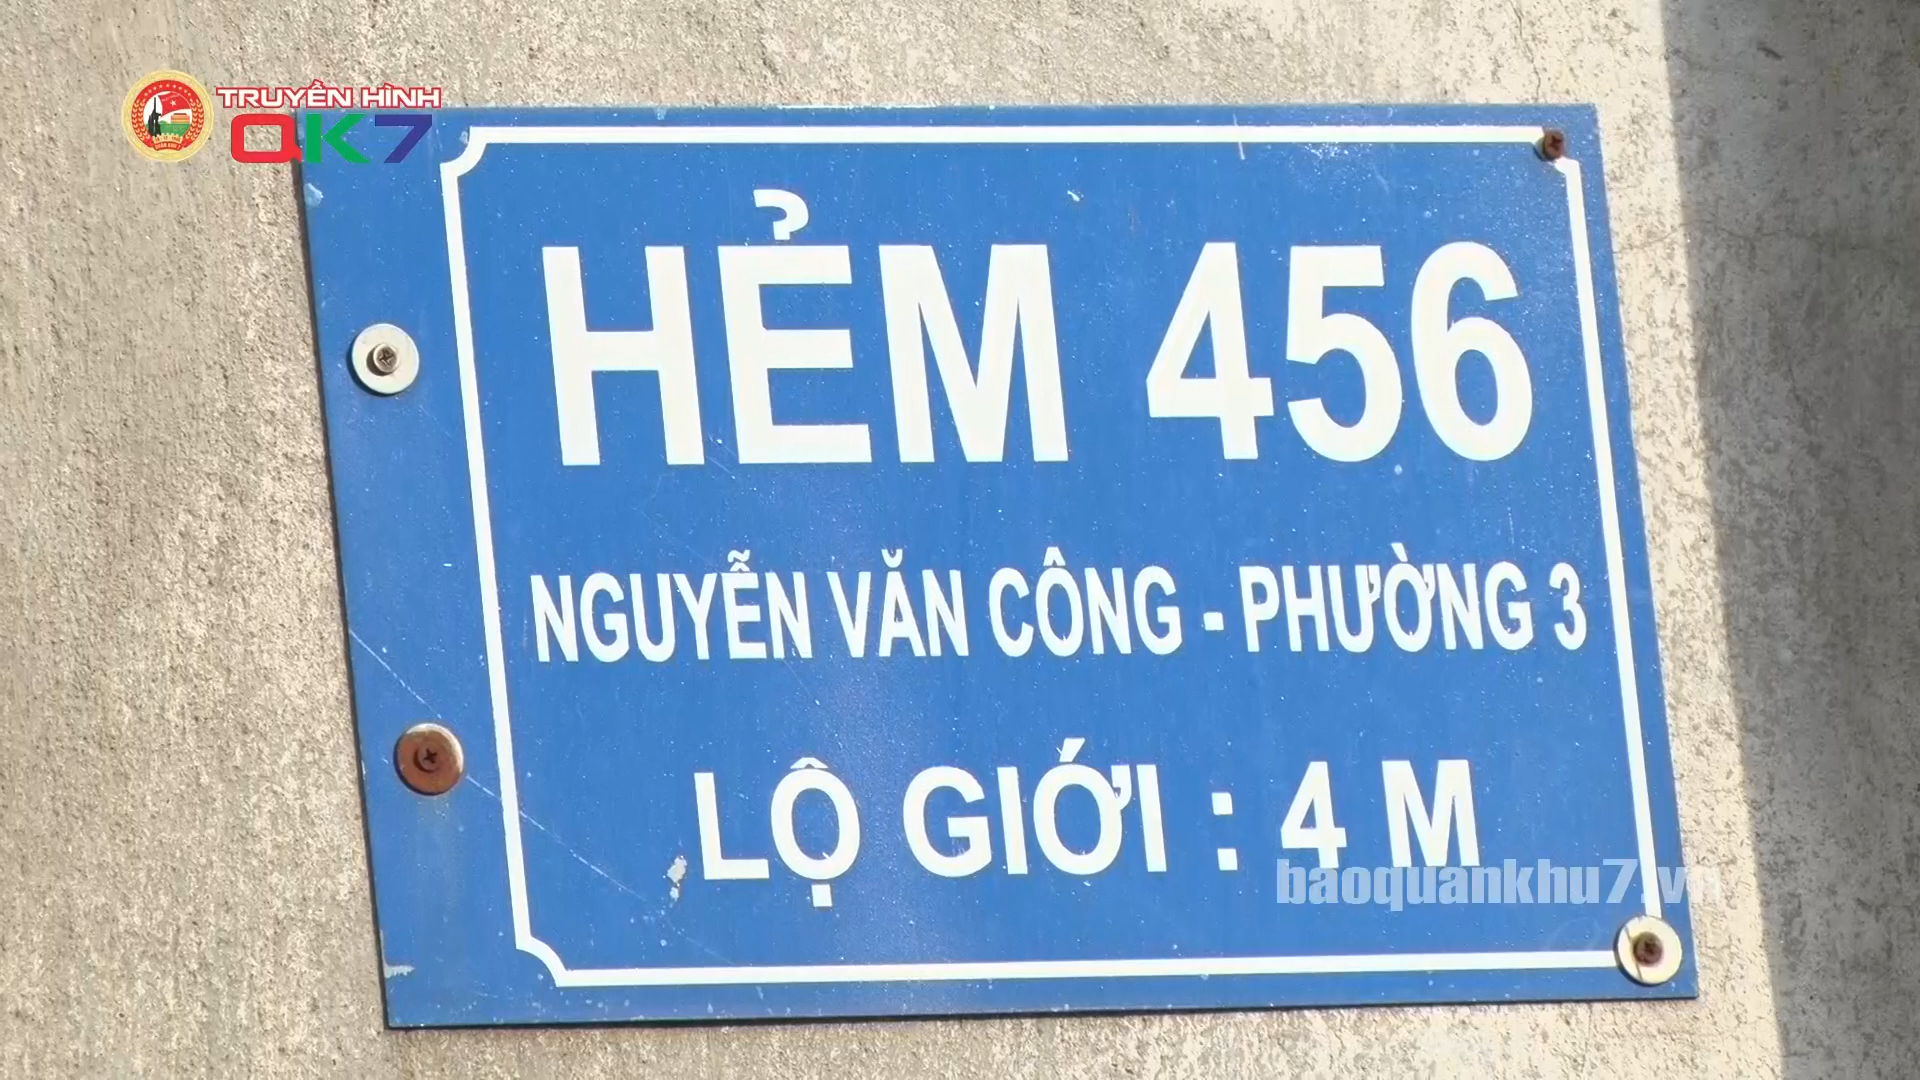 TRUYỀN HÌNH
QK7
HẺM 456
NGUYỄN VĂN CÔNG - PHƯỜNG 3
LỘ GIỚI : 4 M
baoquankhu7.vn